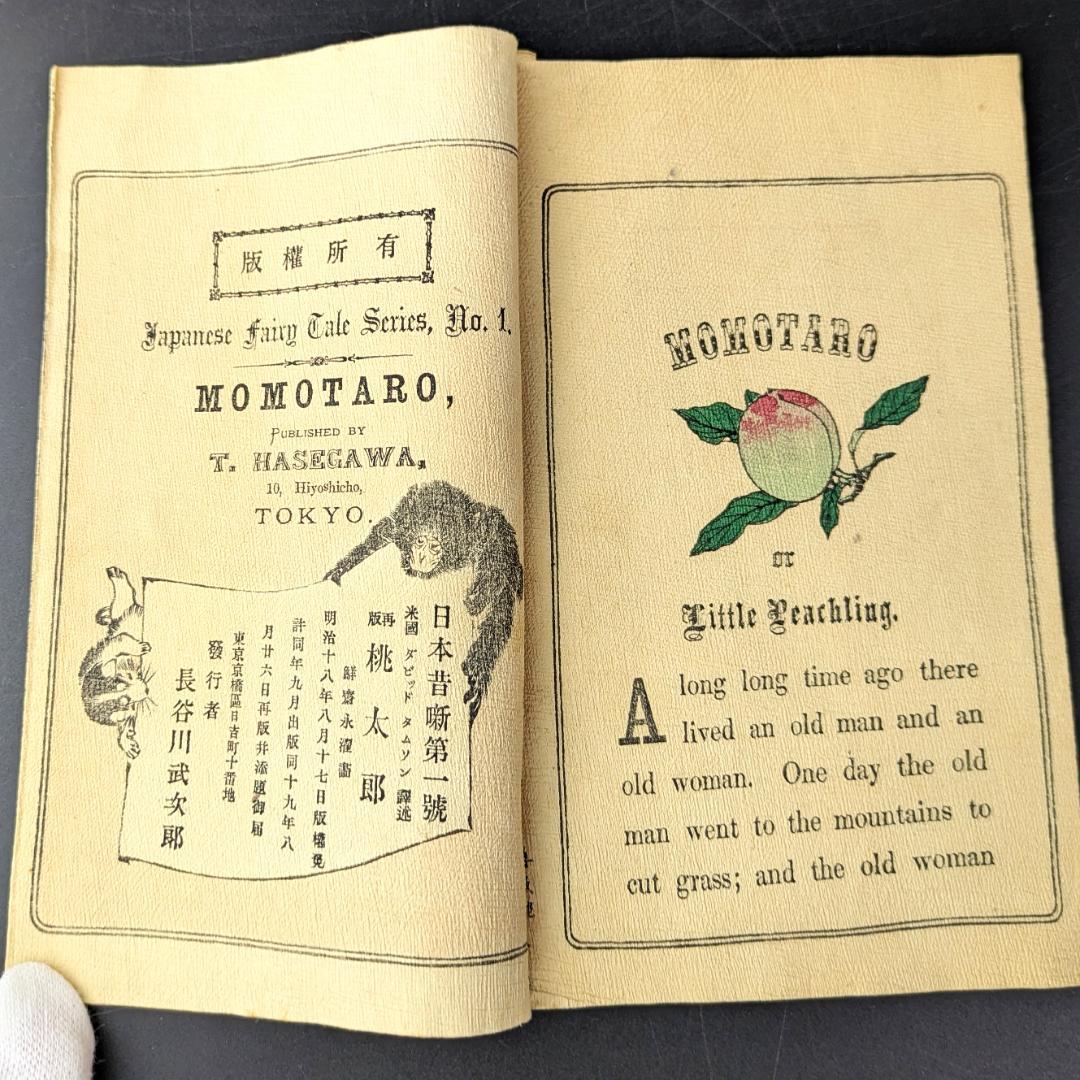 版權所有
Japanese Fairy Tale Series, No. 1.
MOMOTARO,
PUBLISHED BY
T. HASEGAWA,
10, Hiyoshicho,
TOKYO.
日本昔噺第一號
米國 ダビッド タムソン 譯述
再版 桃太郎
鮮齋永濯畵
明治十八年八月十七日版權免
許同年九月出版同十九年八
月廿六日再版并添題御届
東京京橋區日吉町十番地
發行者
長谷川武次郎
MOMOTARO
or
Little Peachling.
A long long time ago there
lived an old man and an
old woman. One day the old
man went to the mountains to
cut grass; and the old woman